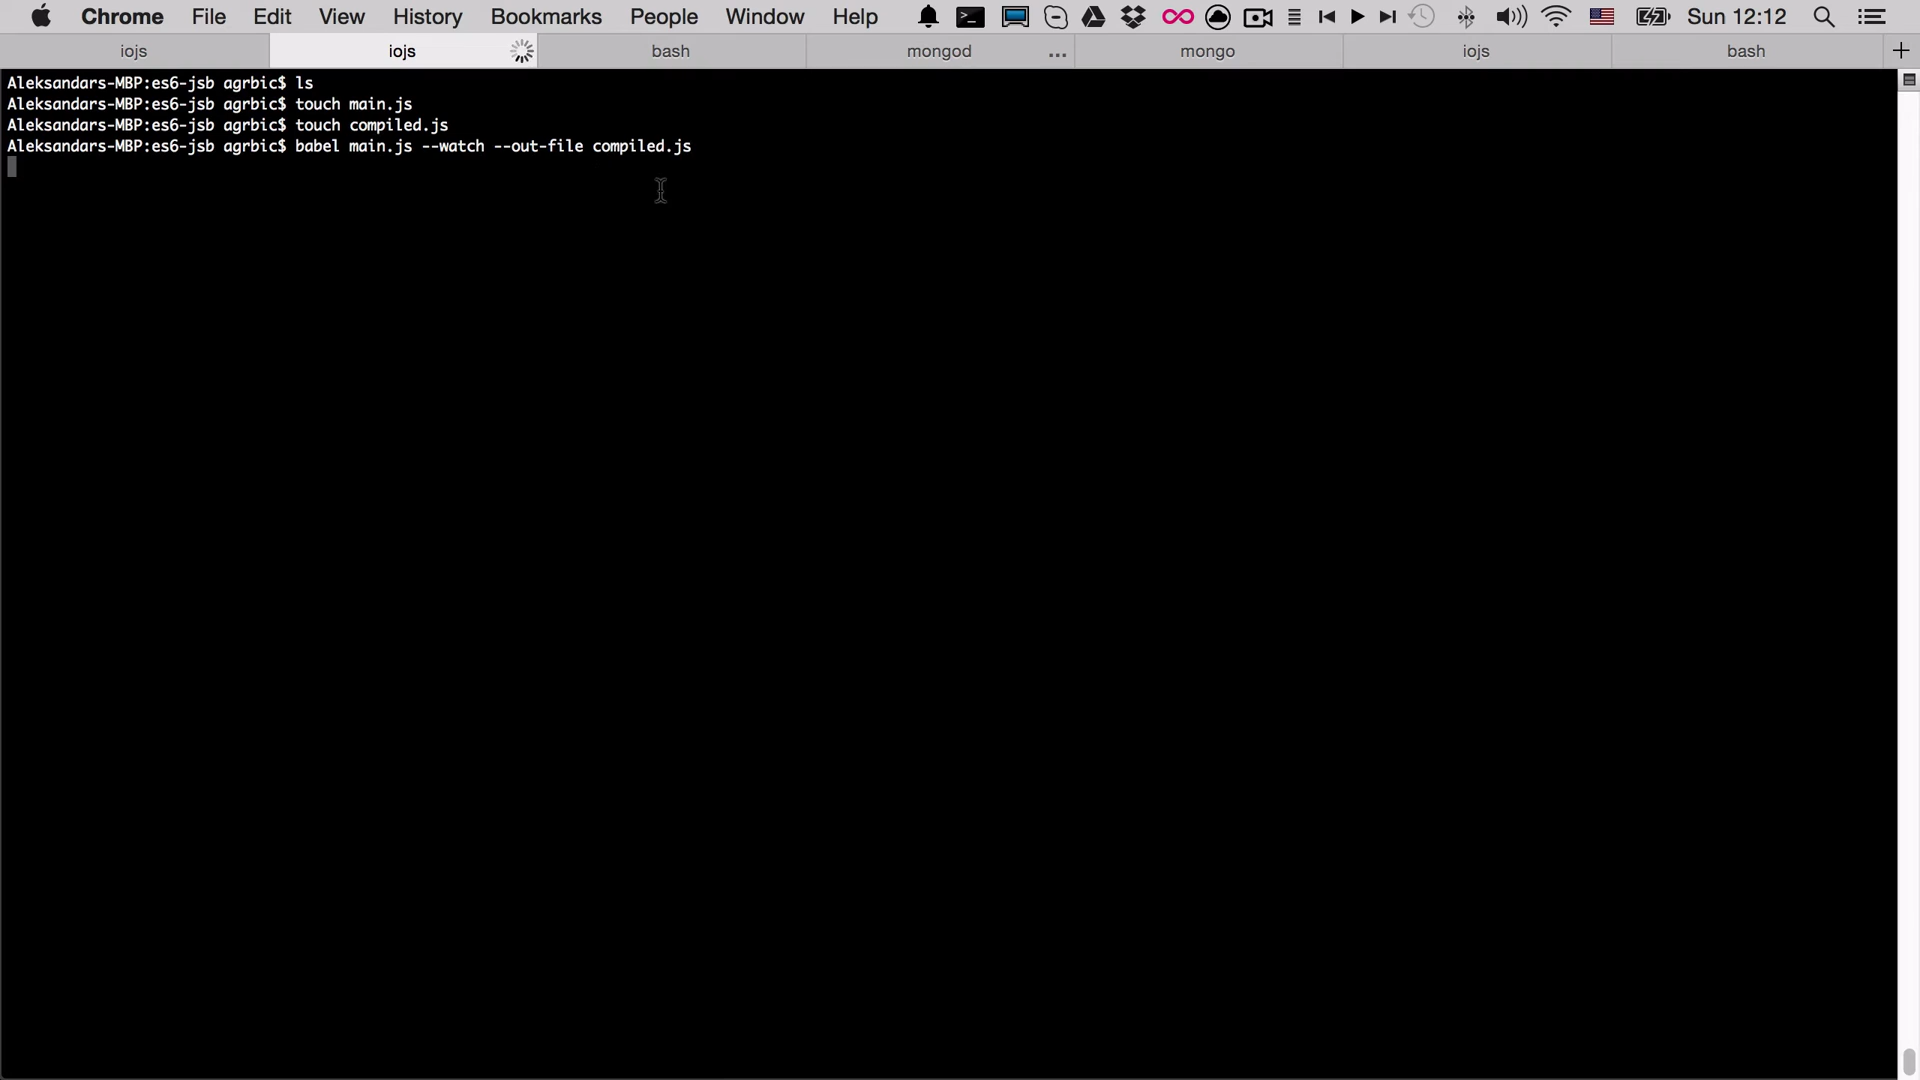 Chrome File Edit View History Bookmarks People Window Help Sun 12:12
iojs iojs bash mongod ... mongo iojs bash +
Aleksandars-MBP:es6-jsb agrbic$ ls
Aleksandars-MBP:es6-jsb agrbic$ touch main.js
Aleksandars-MBP:es6-jsb agrbic$ touch compiled.js
Aleksandars-MBP:es6-jsb agrbic$ babel main.js --watch --out-file compiled.js